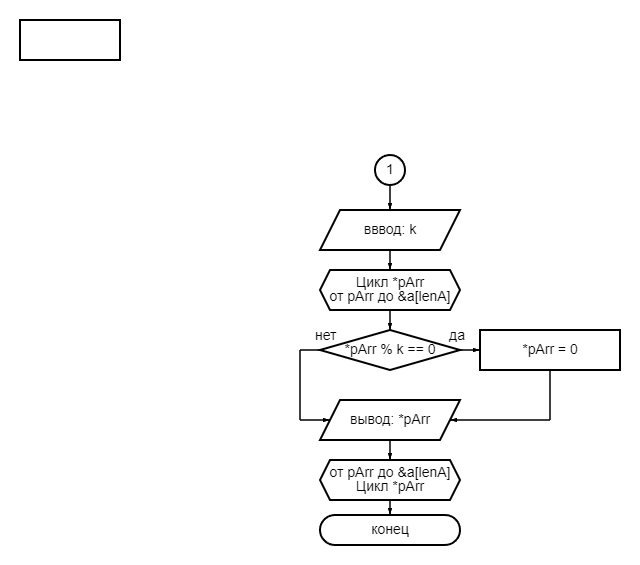 1
вввод: k
Цикл *pArr
от pArr до &a[lenA]
нет
да
*pArr % k == 0
*pArr = 0
вывод: *pArr
от pArr до &a[lenA]
Цикл *pArr
конец